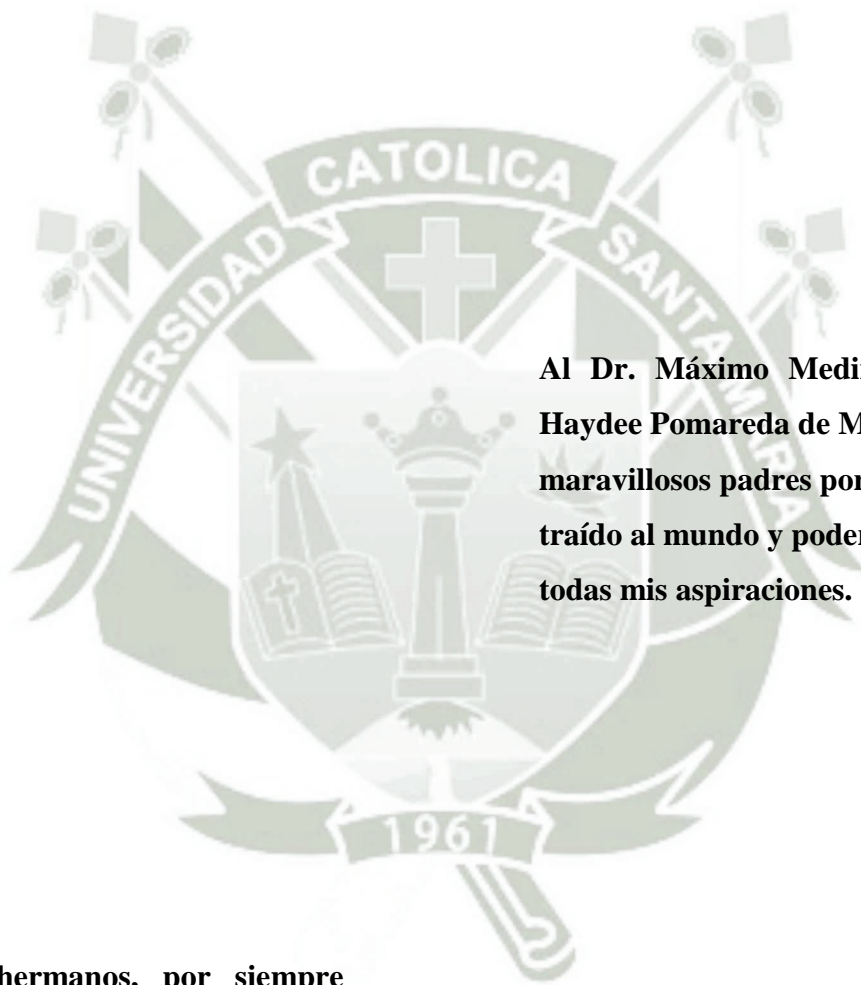 UNIVERSIDAD CATOLICA SANTA MARIA
Al Dr. Máximo Medi
Haydee Pomareda de M
maravillosos padres por
traído al mundo y poder
todas mis aspiraciones.
1961
hermanos, por siempre